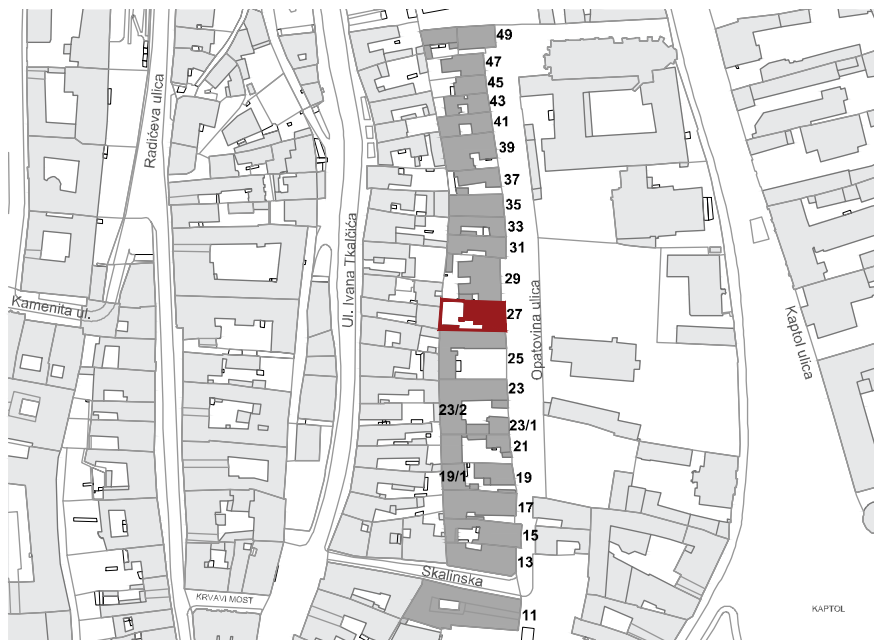 49
47
45
43
41
39
37
35
33
31
29
27
25
23
23/2
23/1
21
19/1
19
17
15
13
11
Radićeva ulica
Ul. Ivana Tkalčića
Opatovina ulica
Kaptol ulica
Kamenita ul.
Skalinska
KRVAVI MOST
KAPTOL